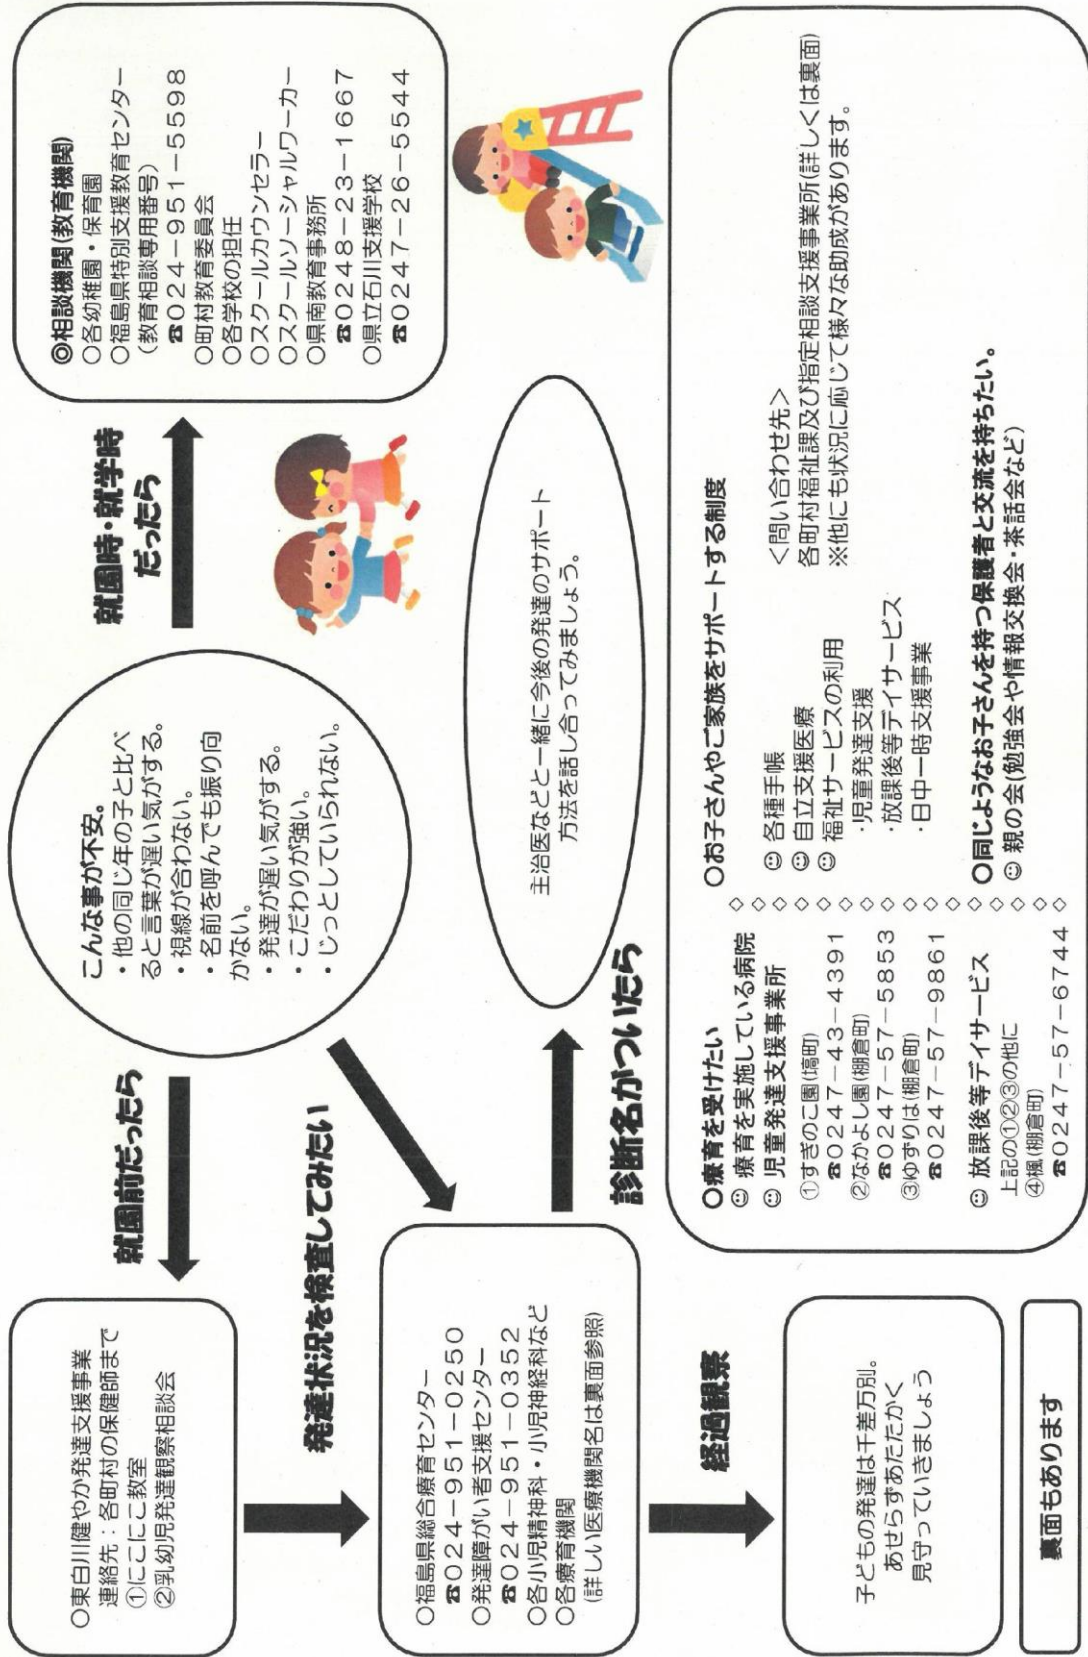 こんな事が不安。
・他の同じ年の子と比べ
ると言葉が遅い気がする。
・視線が合わない。
・名前を呼んでも振り向
かない。
・発達が遅い気がする。
・こだわりが強い。
・じっとしていられない。
就園前だったら
○東白川健やか発達支援事業
連絡先：各町村の保健師まで
①にこにこ教室
②乳幼児発達観察相談会
就園時・就学時
だったら
◎相談機関(教育機関)
○各幼稚園・保育園
○福島県特別支援教育センター
(教育相談専用番号)
☎024-951-5598
○町村教育委員会
○各学校の担任
○スクールカウンセラー
○スクールソーシャルワーカー
○県南教育事務所
☎0248-23-1667
○県立石川支援学校
☎0247-26-5544
発達状況を検査してみたい
○福島県総合療育センター
☎024-951-0250
○発達障がい者支援センター
☎024-951-0352
○各小児精神科・小児神経科など
○各療育機関
(詳しい医療機関名は裏面参照)
診断名がついたら
主治医などと一緒に今後の発達のサポート
方法を話し合ってみましょう。
経過観察
子どもの発達は千差万別。
あせらずあたたかく
見守っていきましょう
○療育を受けたい
☺ 療育を実施している病院
☺ 児童発達支援事業所
①すぎのこ園(塙町)
☎0247-43-4391
②なかよし園(棚倉町)
☎0247-57-5853
③ゆずりは(棚倉町)
☎0247-57-9861
☺ 放課後等デイサービス
上記の①②③の他に
④楓(棚倉町)
☎0247-57-6744
○お子さんやご家族をサポートする制度
☺ 各種手帳
☺ 自立支援医療
☺ 福祉サービスの利用
・児童発達支援
・放課後等デイサービス
・日中一時支援事業
＜問い合わせ先＞
各町村福祉課及び指定相談支援事業所(詳しくは裏面)
※他にも状況に応じて様々な助成があります。
○同じようなお子さんを持つ保護者と交流を持ちたい。
☺ 親の会(勉強会や情報交換会・茶話会など)
裏面もあります